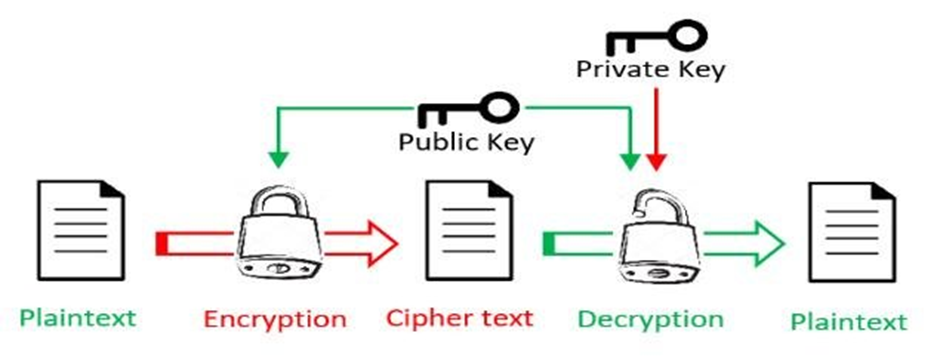 Private Key
Public Key
Plaintext
Encryption
Cipher text
Decryption
Plaintext